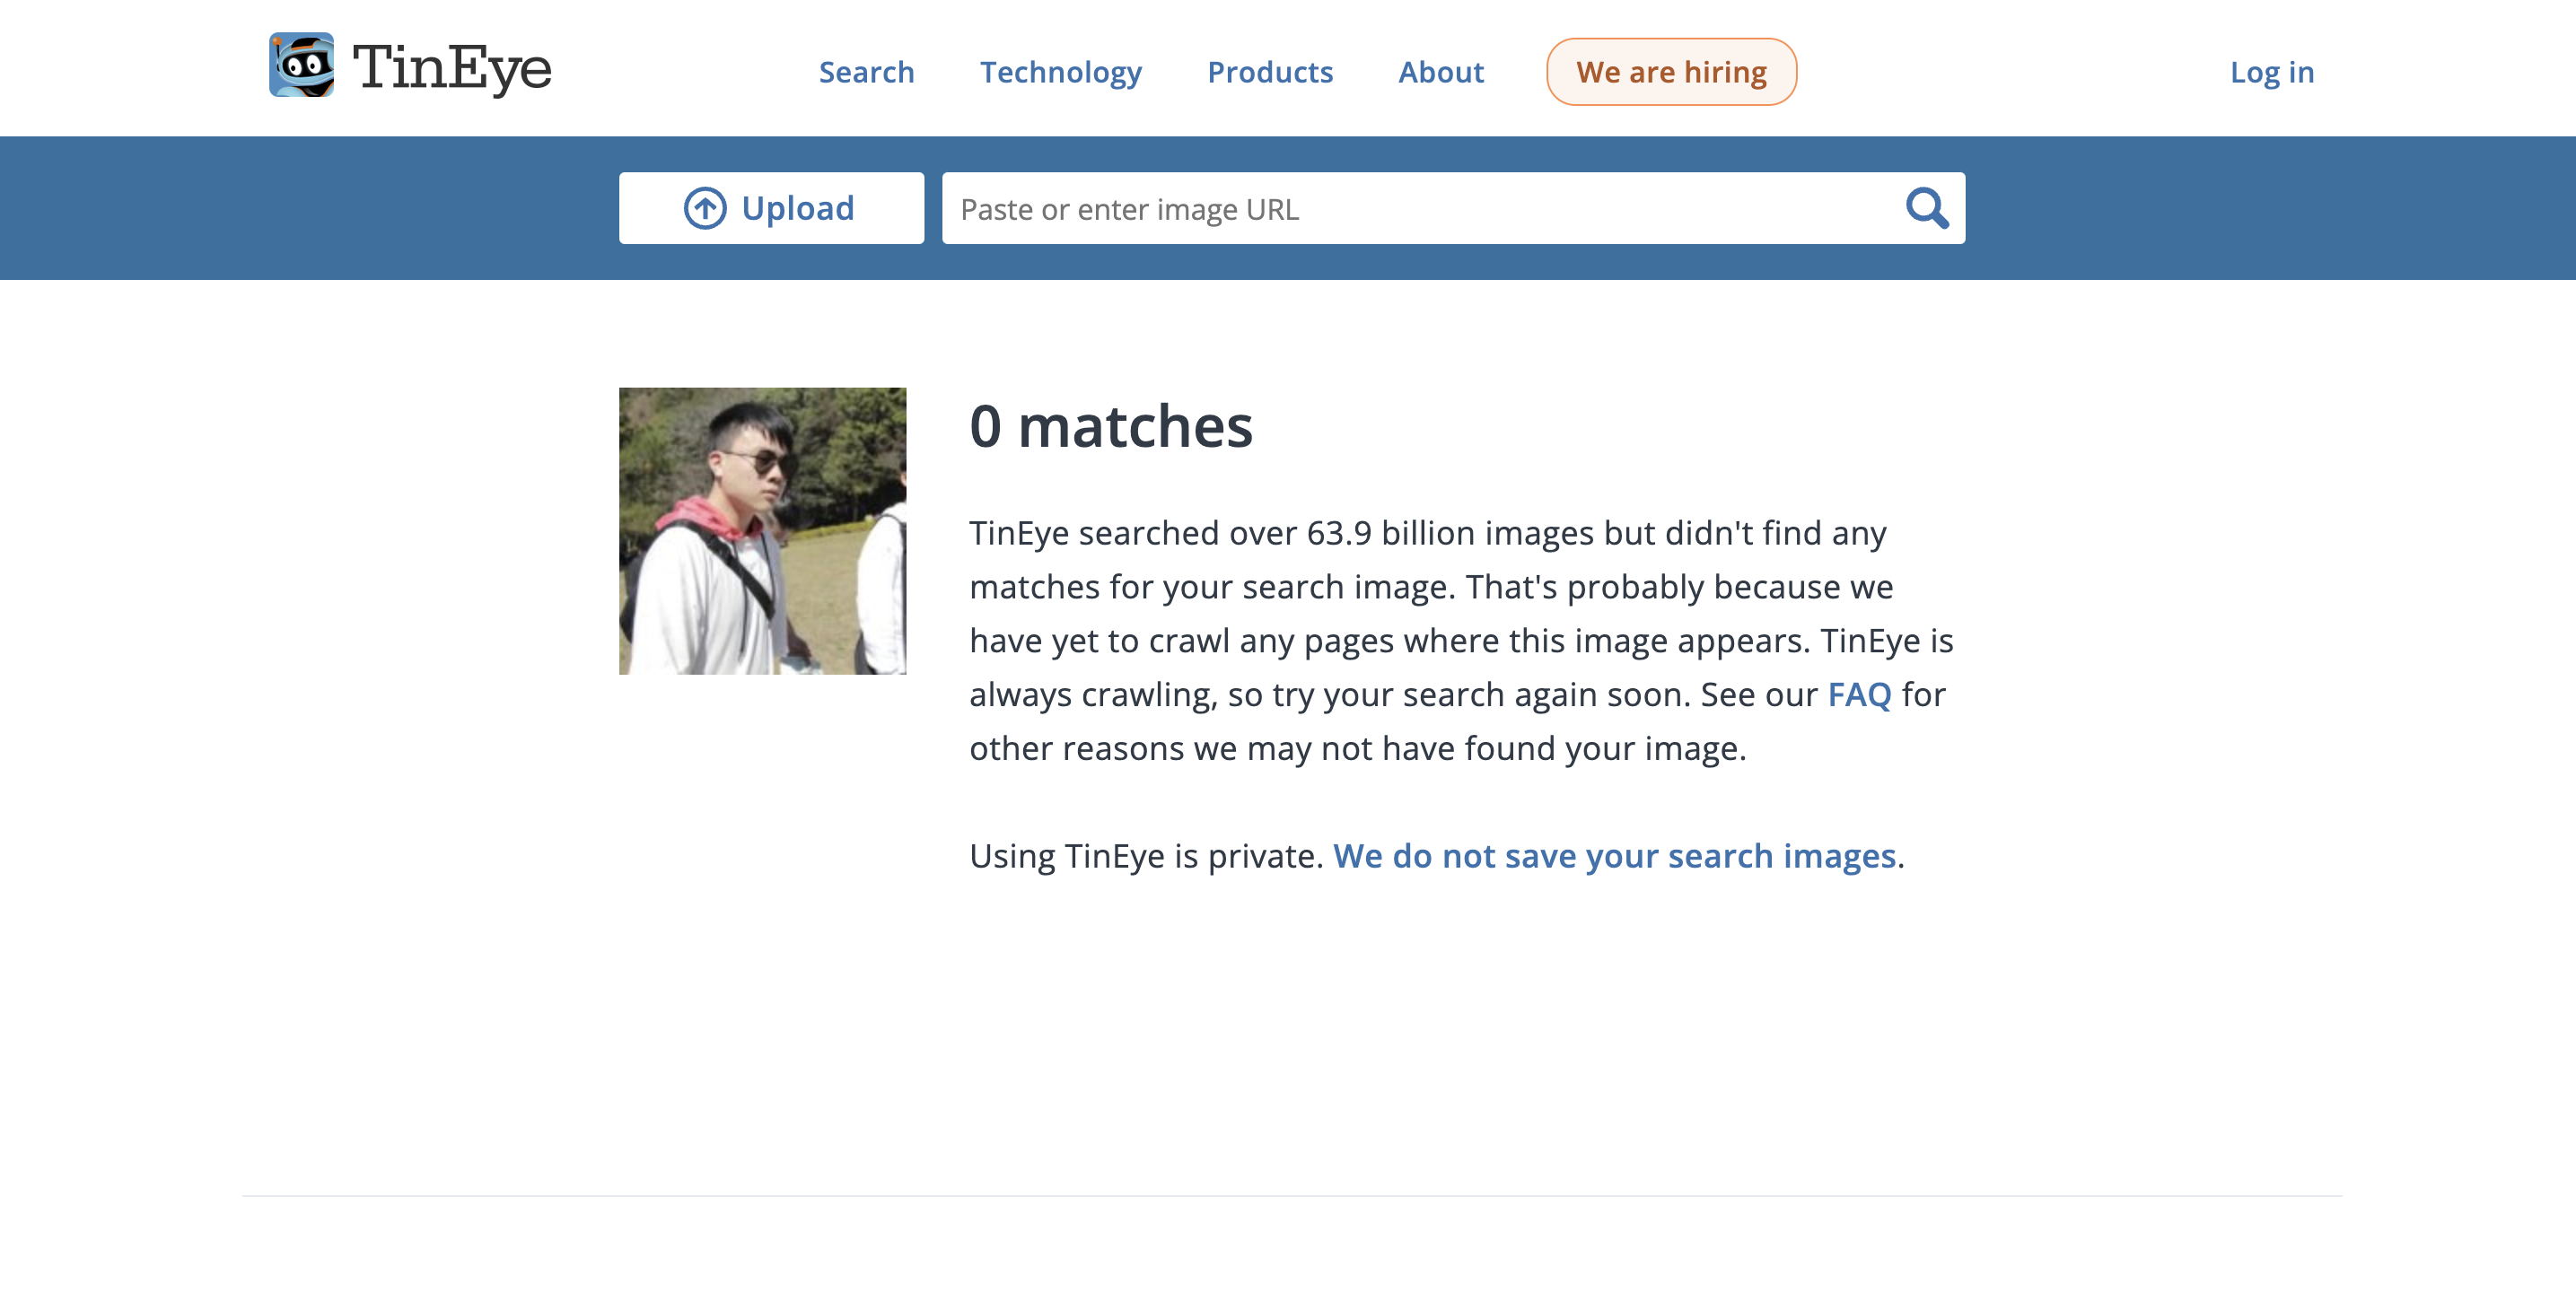 TinEye
Search
Technology
Products
About
We are hiring
Log in
Upload
Paste or enter image URL
0 matches
TinEye searched over 63.9 billion images but didn't find any
matches for your search image. That's probably because we
have yet to crawl any pages where this image appears. TinEye is
always crawling, so try your search again soon. See our FAQ for
other reasons we may not have found your image.
Using TinEye is private. We do not save your search images.